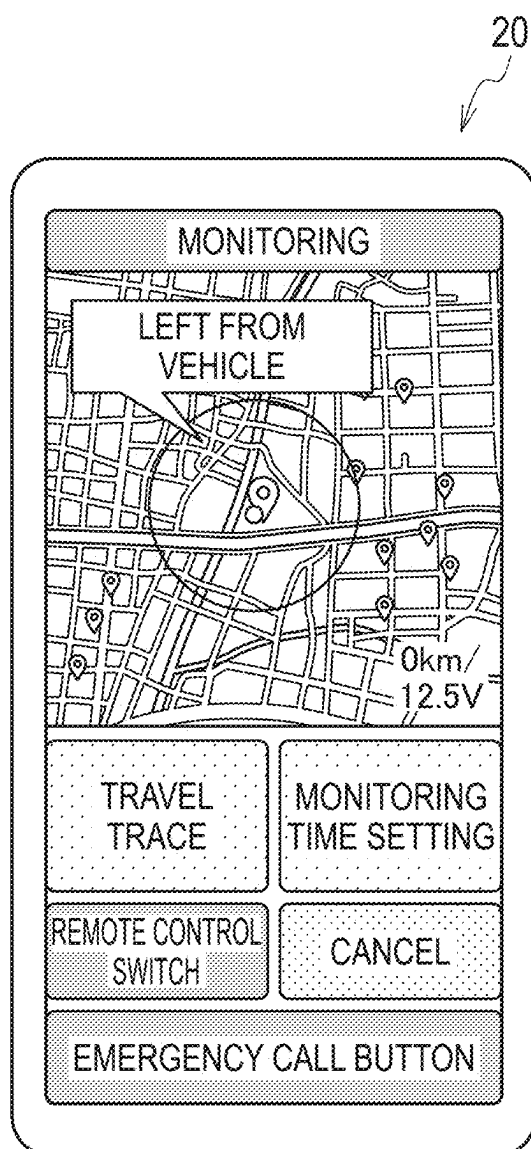 20
MONITORING
LEFT FROM
VEHICLE
0km/
12.5V
TRAVEL
TRACE
MONITORING
TIME SETTING
REMOTE CONTROL
SWITCH
CANCEL
EMERGENCY CALL BUTTON